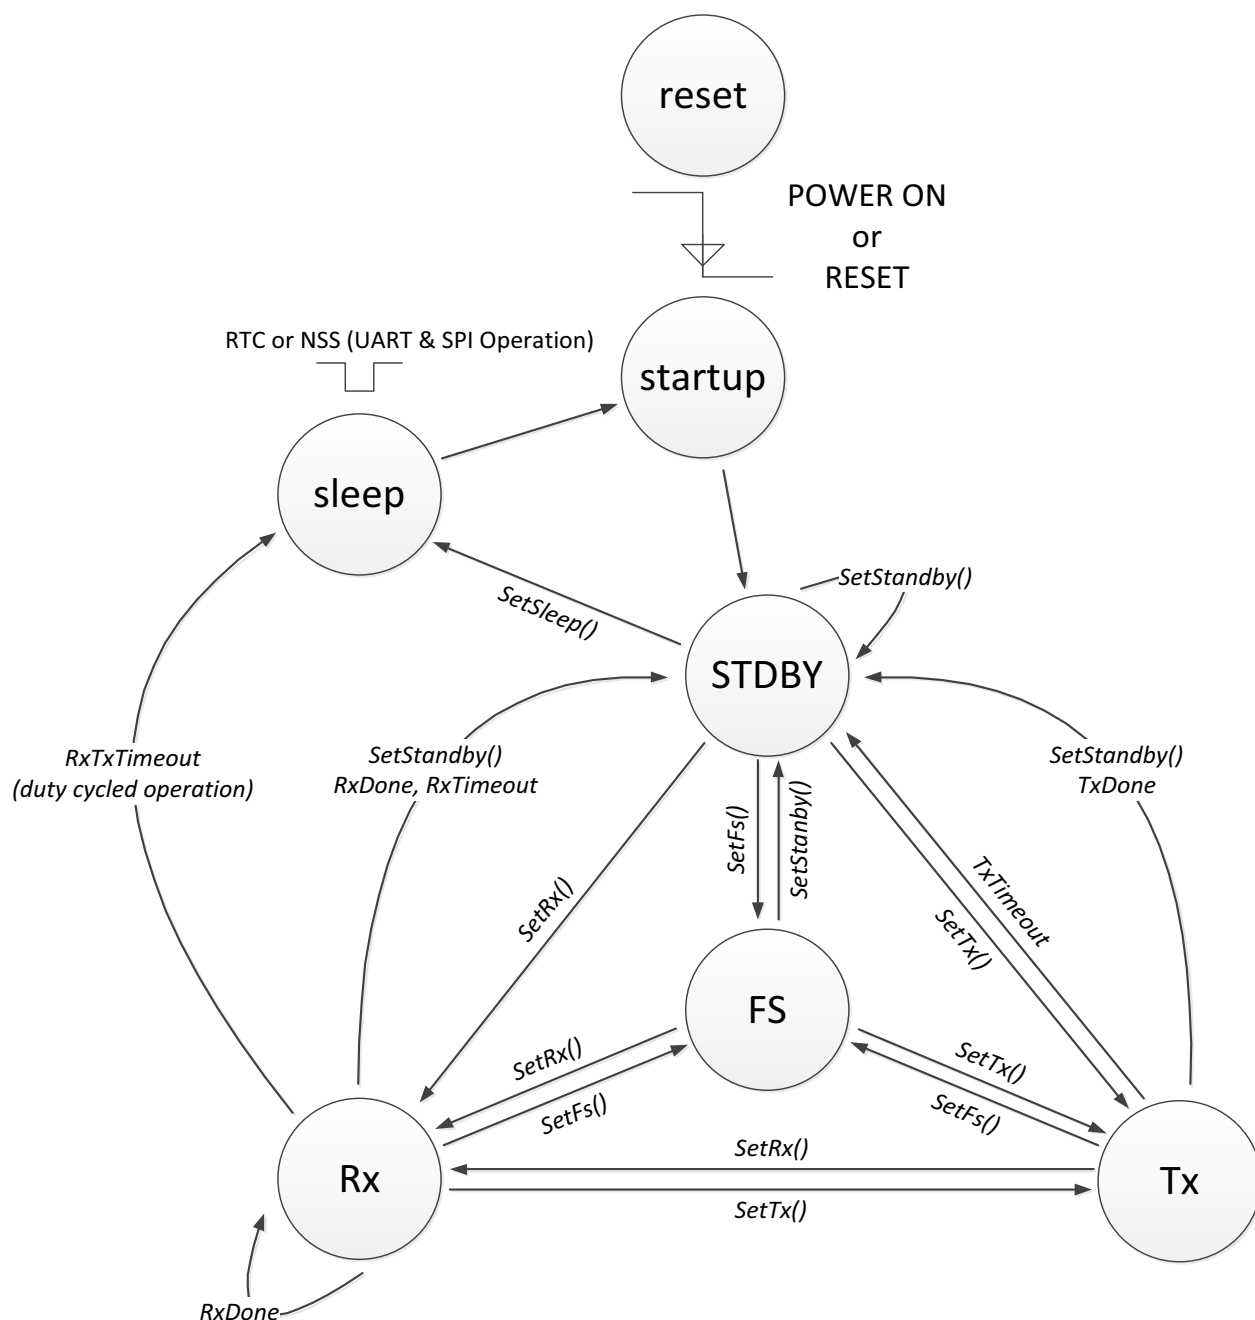 reset
POWER ON
or
RESET
RTC or NSS (UART & SPI Operation)
startup
sleep
SetStandby()
SetSleep()
STDBY
RxTxTimeout
(duty cycled operation)
SetStandby()
RxDone, RxTimeout
SetStandby()
TxDone
SetFs()
SetStanby()
SetRx()
TxTimeout
SetTx()
FS
SetRx()
SetFs()
SetTx()
SetFs()
SetRx()
Rx
Tx
SetTx()
RxDone